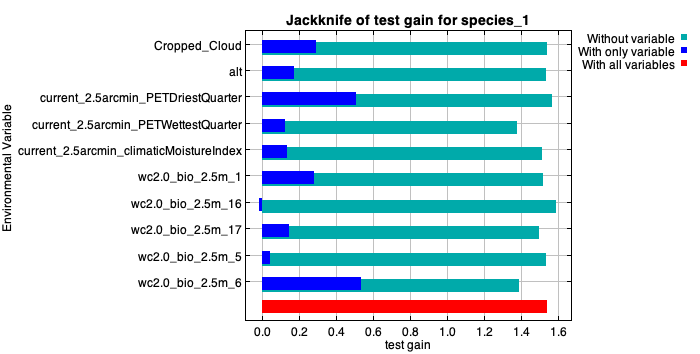 Jackknife of test gain for species_1
Without variable
With only variable
With all variables
Environmental Variable
Cropped_Cloud
alt
current_2.5arcmin_PETDriestQuarter
current_2.5arcmin_PETWettestQuarter
current_2.5arcmin_climaticMoistureIndex
wc2.0_bio_2.5m_1
wc2.0_bio_2.5m_16
wc2.0_bio_2.5m_17
wc2.0_bio_2.5m_5
wc2.0_bio_2.5m_6
0.0 0.2 0.4 0.6 0.8 1.0 1.2 1.4 1.6
test gain